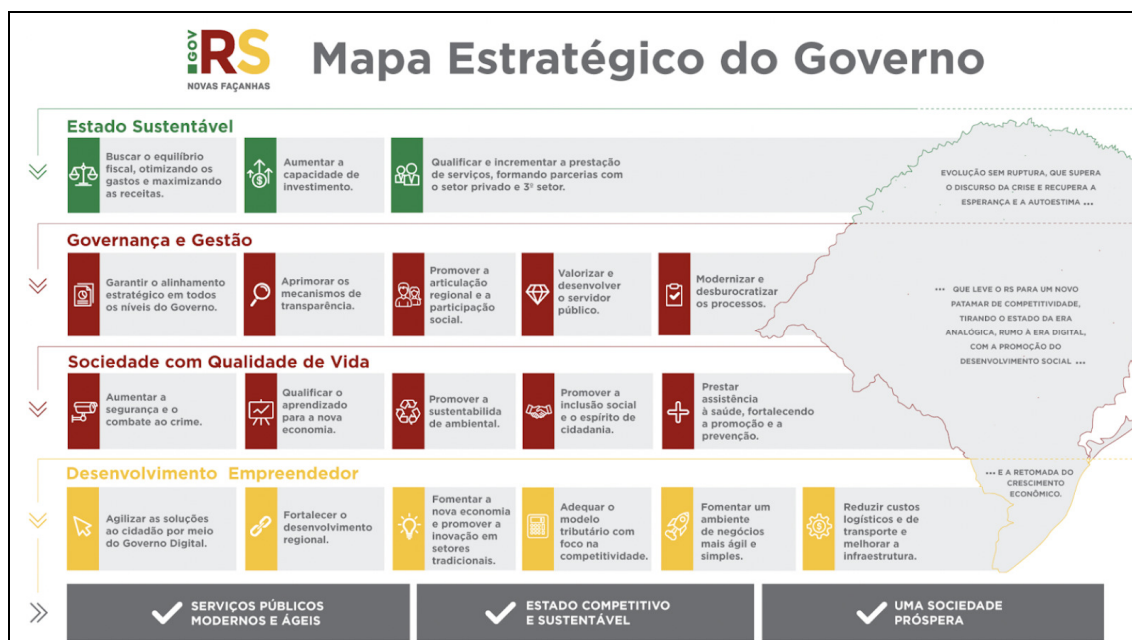 GOV
RS
NOVAS FAÇANHAS
Mapa Estratégico do Governo
Estado Sustentável
Buscar o equilíbrio
fiscal, otimizando os
gastos e maximizando
as receitas.
Aumentar a
capacidade de
investimento.
Qualificar e incrementar a prestação
de serviços, formando parcerias com
o setor privado e 3º setor.
EVOLUÇÃO SEM RUPTURA, QUE SUPERA
O DISCURSO DA CRISE E RECUPERA A
ESPERANÇA E A AUTOESTIMA ...
Governança e Gestão
Garantir o alinhamento
estratégico em todos
os níveis do Governo.
Aprimorar os
mecanismos de
transparência.
Promover a
articulação
regional e a
participação
social.
Valorizar e
desenvolver
o servidor
público.
Modernizar e
desburocratizar
os processos.
... QUE LEVE O RS PARA UM NOVO
PATAMAR DE COMPETITIVIDADE,
TIRANDO O ESTADO DA ERA
ANALÓGICA, RUMO À ERA DIGITAL,
COM A PROMOÇÃO DO
DESENVOLVIMENTO SOCIAL ...
Sociedade com Qualidade de Vida
Aumentar a
segurança e o
combate ao crime.
Qualificar o
aprendizado
para a nova
economia.
Promover a
sustentabilida
de ambiental.
Promover a
inclusão social
e o espírito de
cidadania.
Prestar
assistência
à saúde, fortalecendo
a promoção e a
prevenção.
Desenvolvimento Empreendedor
Agilizar as soluções
ao cidadão por meio
do Governo Digital.
Fortalecer o
desenvolvimento
regional.
Fomentar a
nova economia
e promover a
inovação em
setores
tradicionais.
Adequar o
modelo
tributário com
foco na
competitividade.
Fomentar um
ambiente
de negócios
mais ágil e
simples.
Reduzir custos
logísticos e de
transporte e
melhorar a
infraestrutura.
... E A RETOMADA DO
CRESCIMENTO
ECONÔMICO.
SERVIÇOS PÚBLICOS
MODERNOS E ÁGEIS
ESTADO COMPETITIVO
E SUSTENTÁVEL
UMA SOCIEDADE
PRÓSPERA